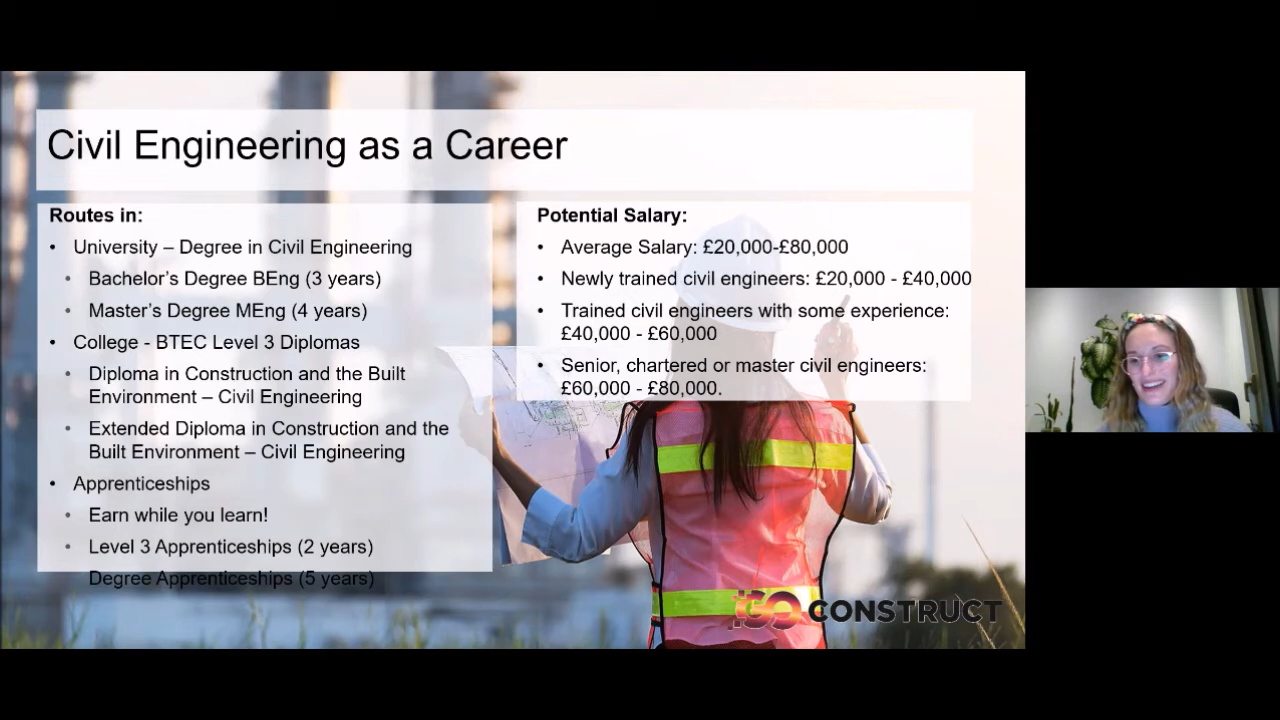 Civil Engineering as a Career
Routes in:
• University – Degree in Civil Engineering
• Bachelor's Degree BEng (3 years)
• Master's Degree MEng (4 years)
• College - BTEC Level 3 Diplomas
• Diploma in Construction and the Built
Environment – Civil Engineering
• Extended Diploma in Construction and the
Built Environment – Civil Engineering
• Apprenticeships
• Earn while you learn!
• Level 3 Apprenticeships (2 years)
Degree Apprenticeships (5 years)
Potential Salary:
• Average Salary: £20,000-£80,000
• Newly trained civil engineers: £20,000 - £40,000
• Trained civil engineers with some experience:
£40,000 - £60,000
• Senior, chartered or master civil engineers:
£60,000 - £80,000.
GO CONSTRUCT